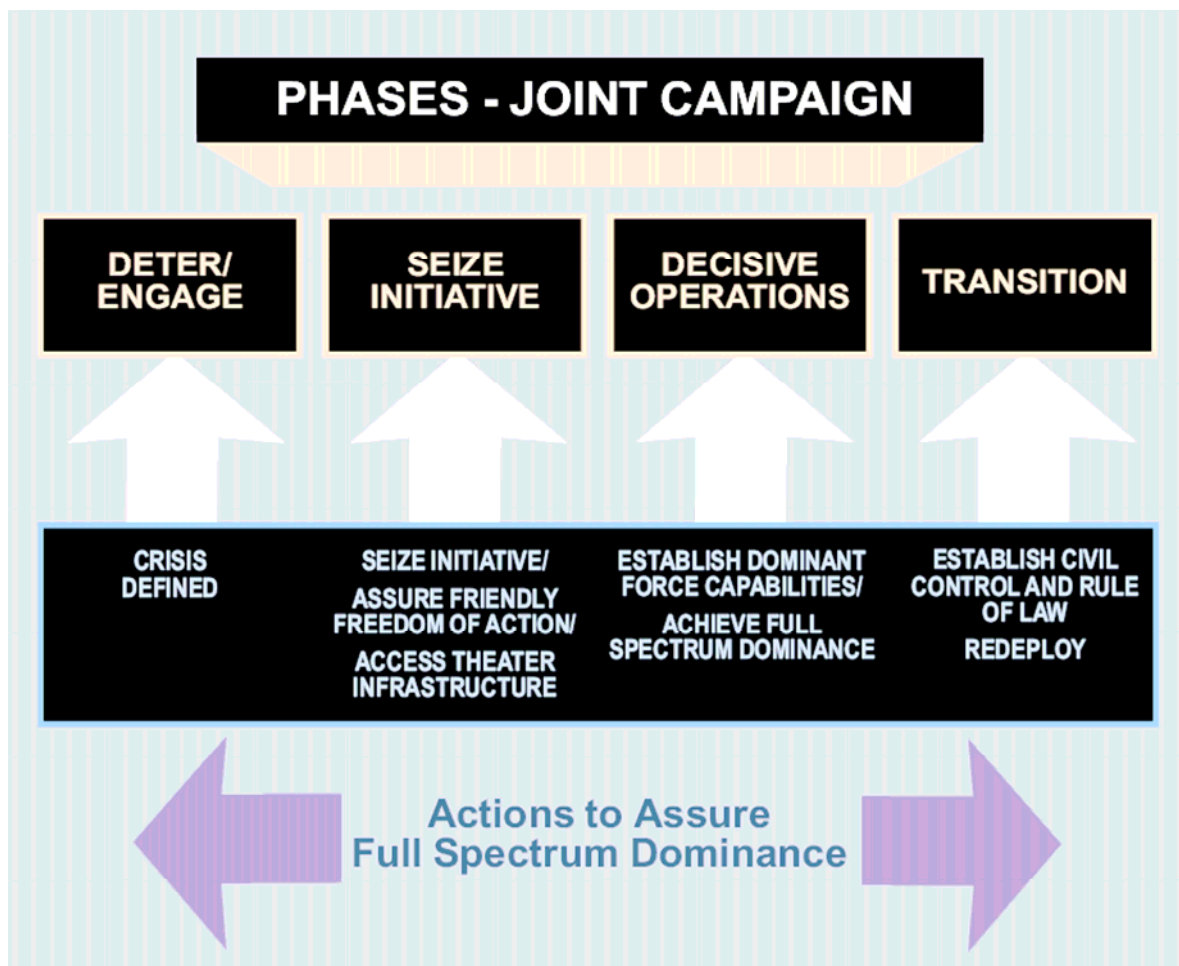 PHASES - JOINT CAMPAIGN
DETER/
ENGAGE
SEIZE
INITIATIVE
DECISIVE
OPERATIONS
TRANSITION
CRISIS
DEFINED
SEIZE INITIATIVE/
ASSURE FRIENDLY
FREEDOM OF ACTION/
ACCESS THEATER
INFRASTRUCTURE
ESTABLISH DOMINANT
FORCE CAPABILITIES/
ACHIEVE FULL
SPECTRUM DOMINANCE
ESTABLISH CIVIL
CONTROL AND RULE
OF LAW
REDEPLOY
Actions to Assure
Full Spectrum Dominance